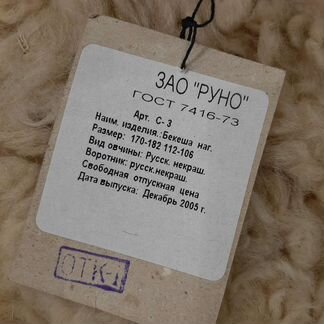 ЗАО "РУНО"
ГОСТ 7416-73
Арт. С- 3
Наим. изделия.:Бекеша наг.
Размер: 170-182 112-106
Вид овчины: Русск. некраш.
Воротник: русск.некраш.
Свободная отпускная цена
Дата выпуска: Декабрь 2005 г.
ОТК-1